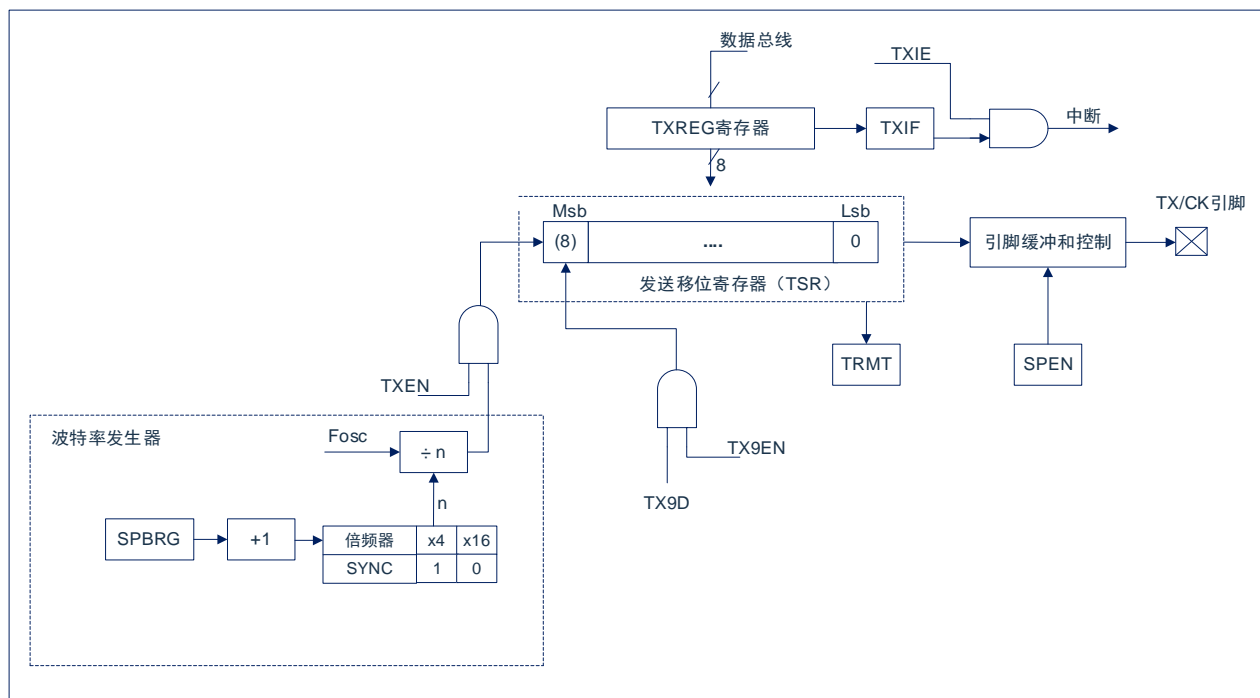 数据总线
TXIE
TXREG寄存器
TXIF
中断
8
Msb
Lsb
TX/CK引脚
(8)
....
0
引脚缓冲和控制
发送移位寄存器（TSR）
TRMT
SPEN
TXEN
波特率发生器
Fosc
÷ n
TX9EN
n
TX9D
SPBRG
+1
倍频器 x4 x16
SYNC 1 0